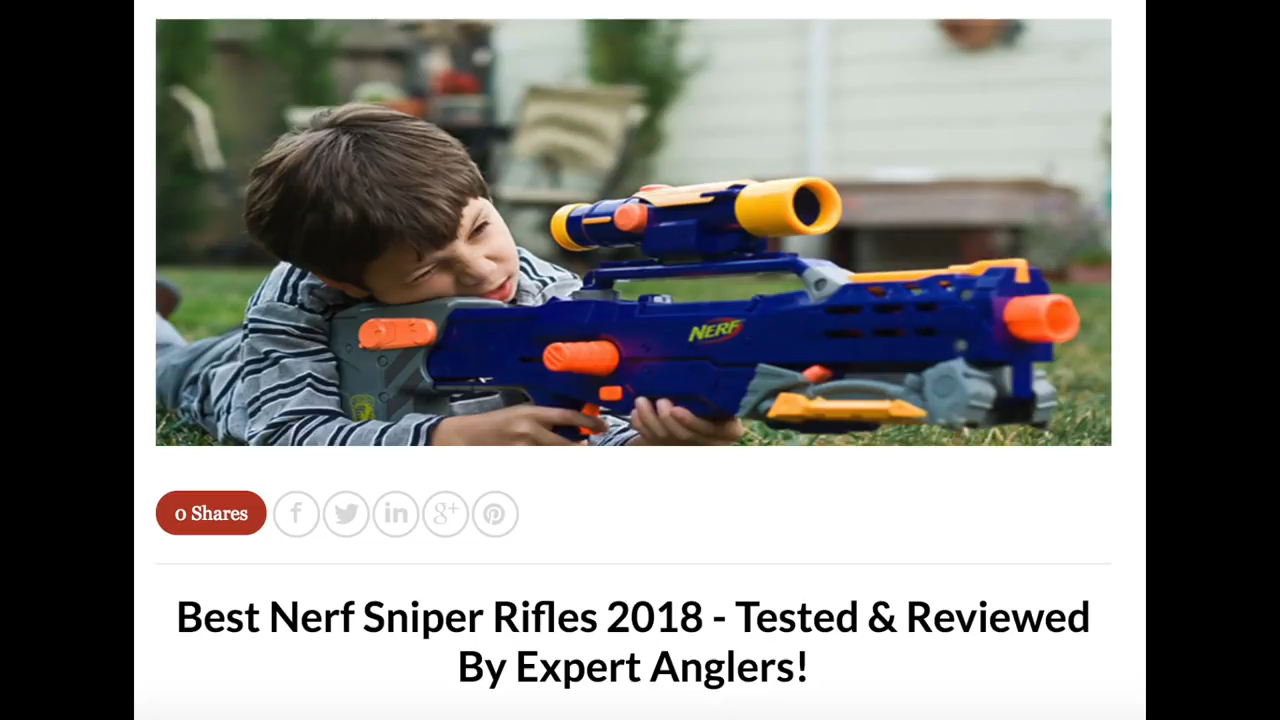 NERF
0 Shares
Best Nerf Sniper Rifles 2018 - Tested & Reviewed
By Expert Anglers!